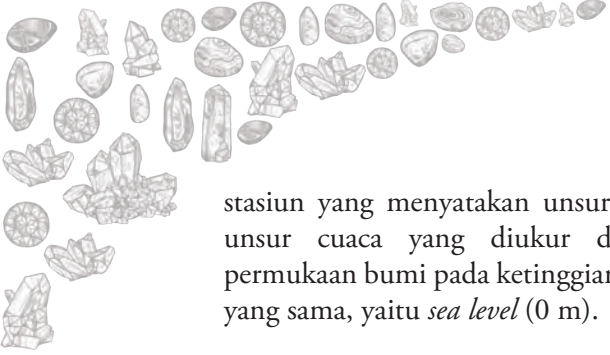 stasiun yang menyatakan unsur
unsur cuaca yang diukur d
permukaan bumi pada ketinggian
yang sama, yaitu sea level (0 m).